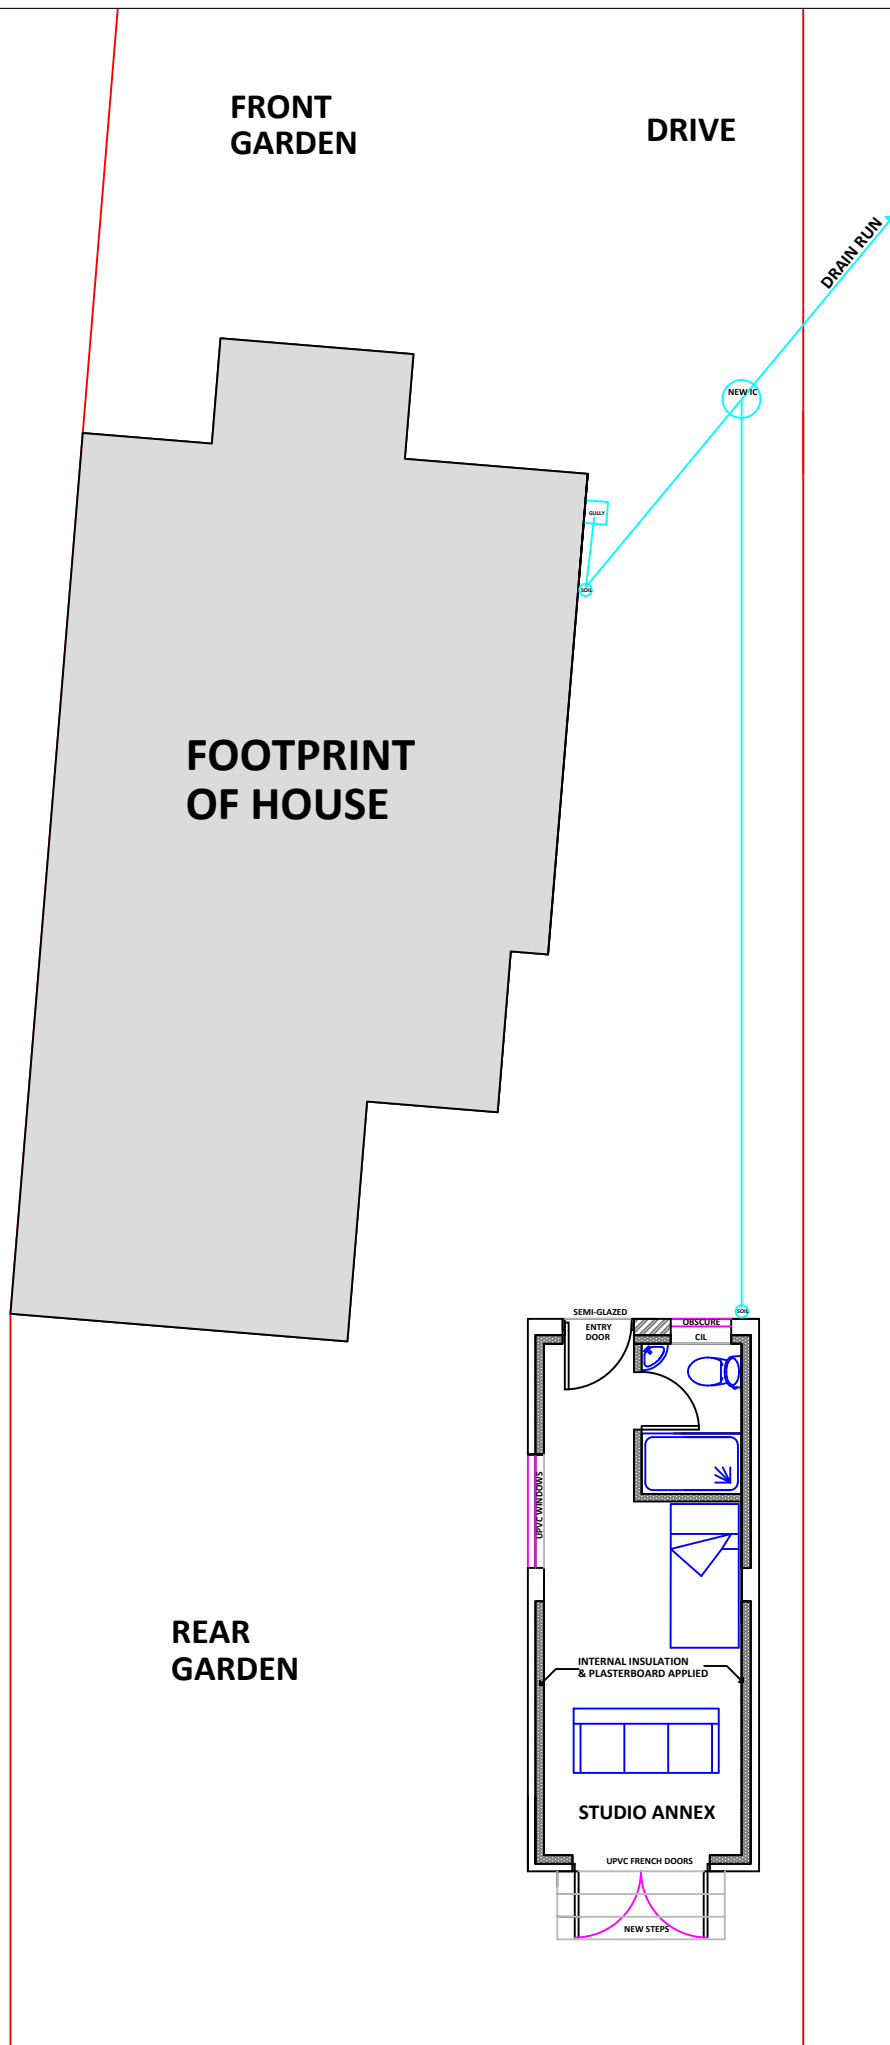 FRONT
GARDEN
DRIVE
DRAIN RUN
NEW IC
GULLY
SOIL
FOOTPRINT
OF HOUSE
SOIL
SEMI-GLAZED
ENTRY
DOOR
OBSCURE
CIL
UPVC WINDOWS
REAR
GARDEN
INTERNAL INSULATION
& PLASTERBOARD APPLIED
STUDIO ANNEX
UPVC FRENCH DOORS
NEW STEPS